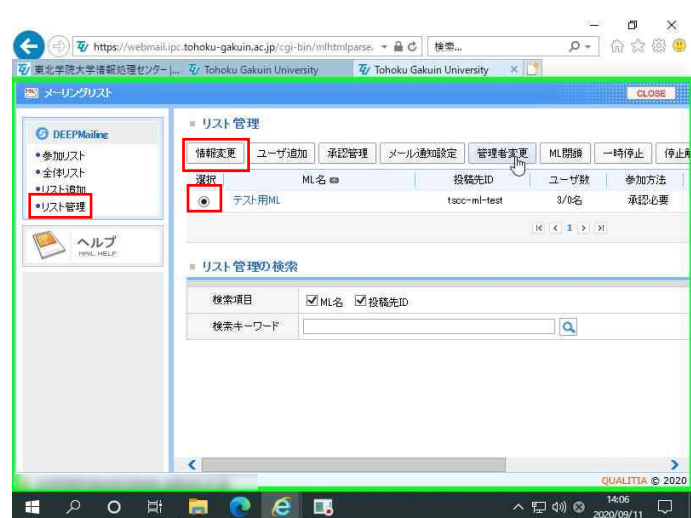 https://webmail.ipc.tohoku-gakuin.ac.jp/cgi-bin/mlhtmlparse. 検索...
東北学院大学情報処理センター |... Tohoku Gakuin University Tohoku Gakuin University
メーリングリスト CLOSE
DEEPMailing
•参加リスト
•全体リスト
•リスト追加
•リスト管理
ヘルプ
MAIL HELP
リスト管理
情報変更 ユーザ追加 承認管理 メール通知設定 管理者変更 ML閉鎖 一時停止 停止解
選択 ML名 投稿先ID ユーザ数 参加方法
テスト用ML tscc-ml-test 3/0名 承認必要
1
リスト管理の検索
検索項目 ML名 投稿先ID
検索キーワード
QUALITIA © 2020
14:06
2020/09/11